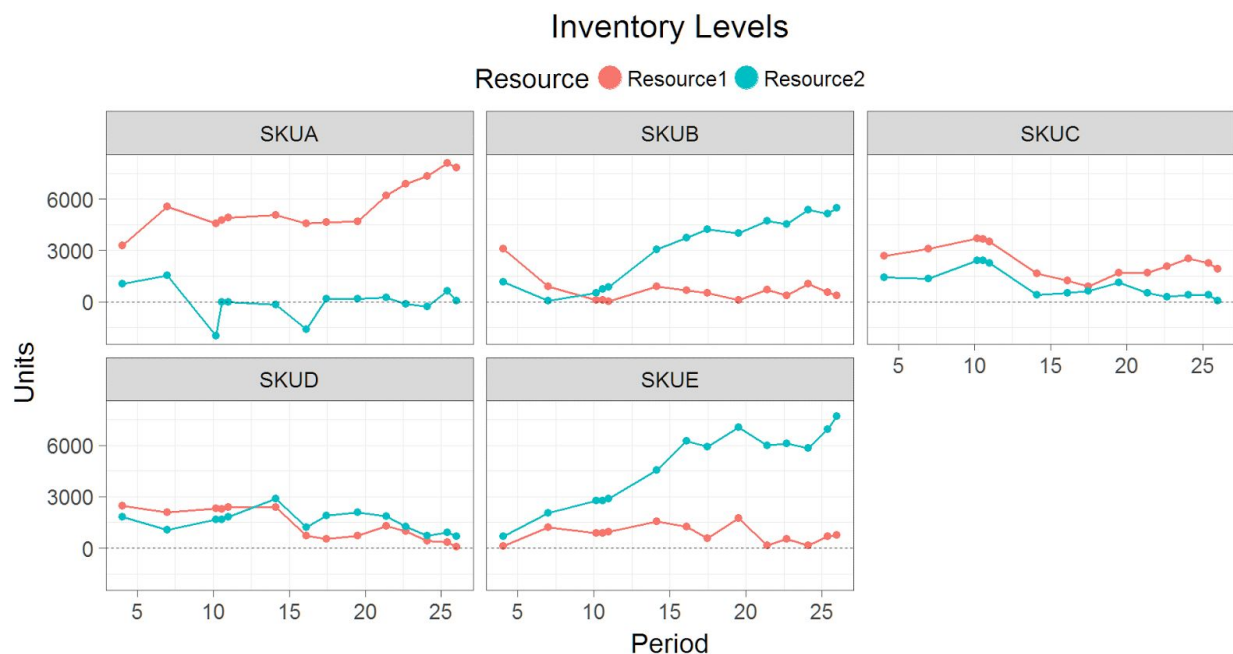 Inventory Levels
Resource Resource1 Resource2
SKUA SKUB SKUC
6000
3000
0
5 10 15 20 25
SKUD SKUE
Units
6000
3000
0
5 10 15 20 25 5 10 15 20 25
Period